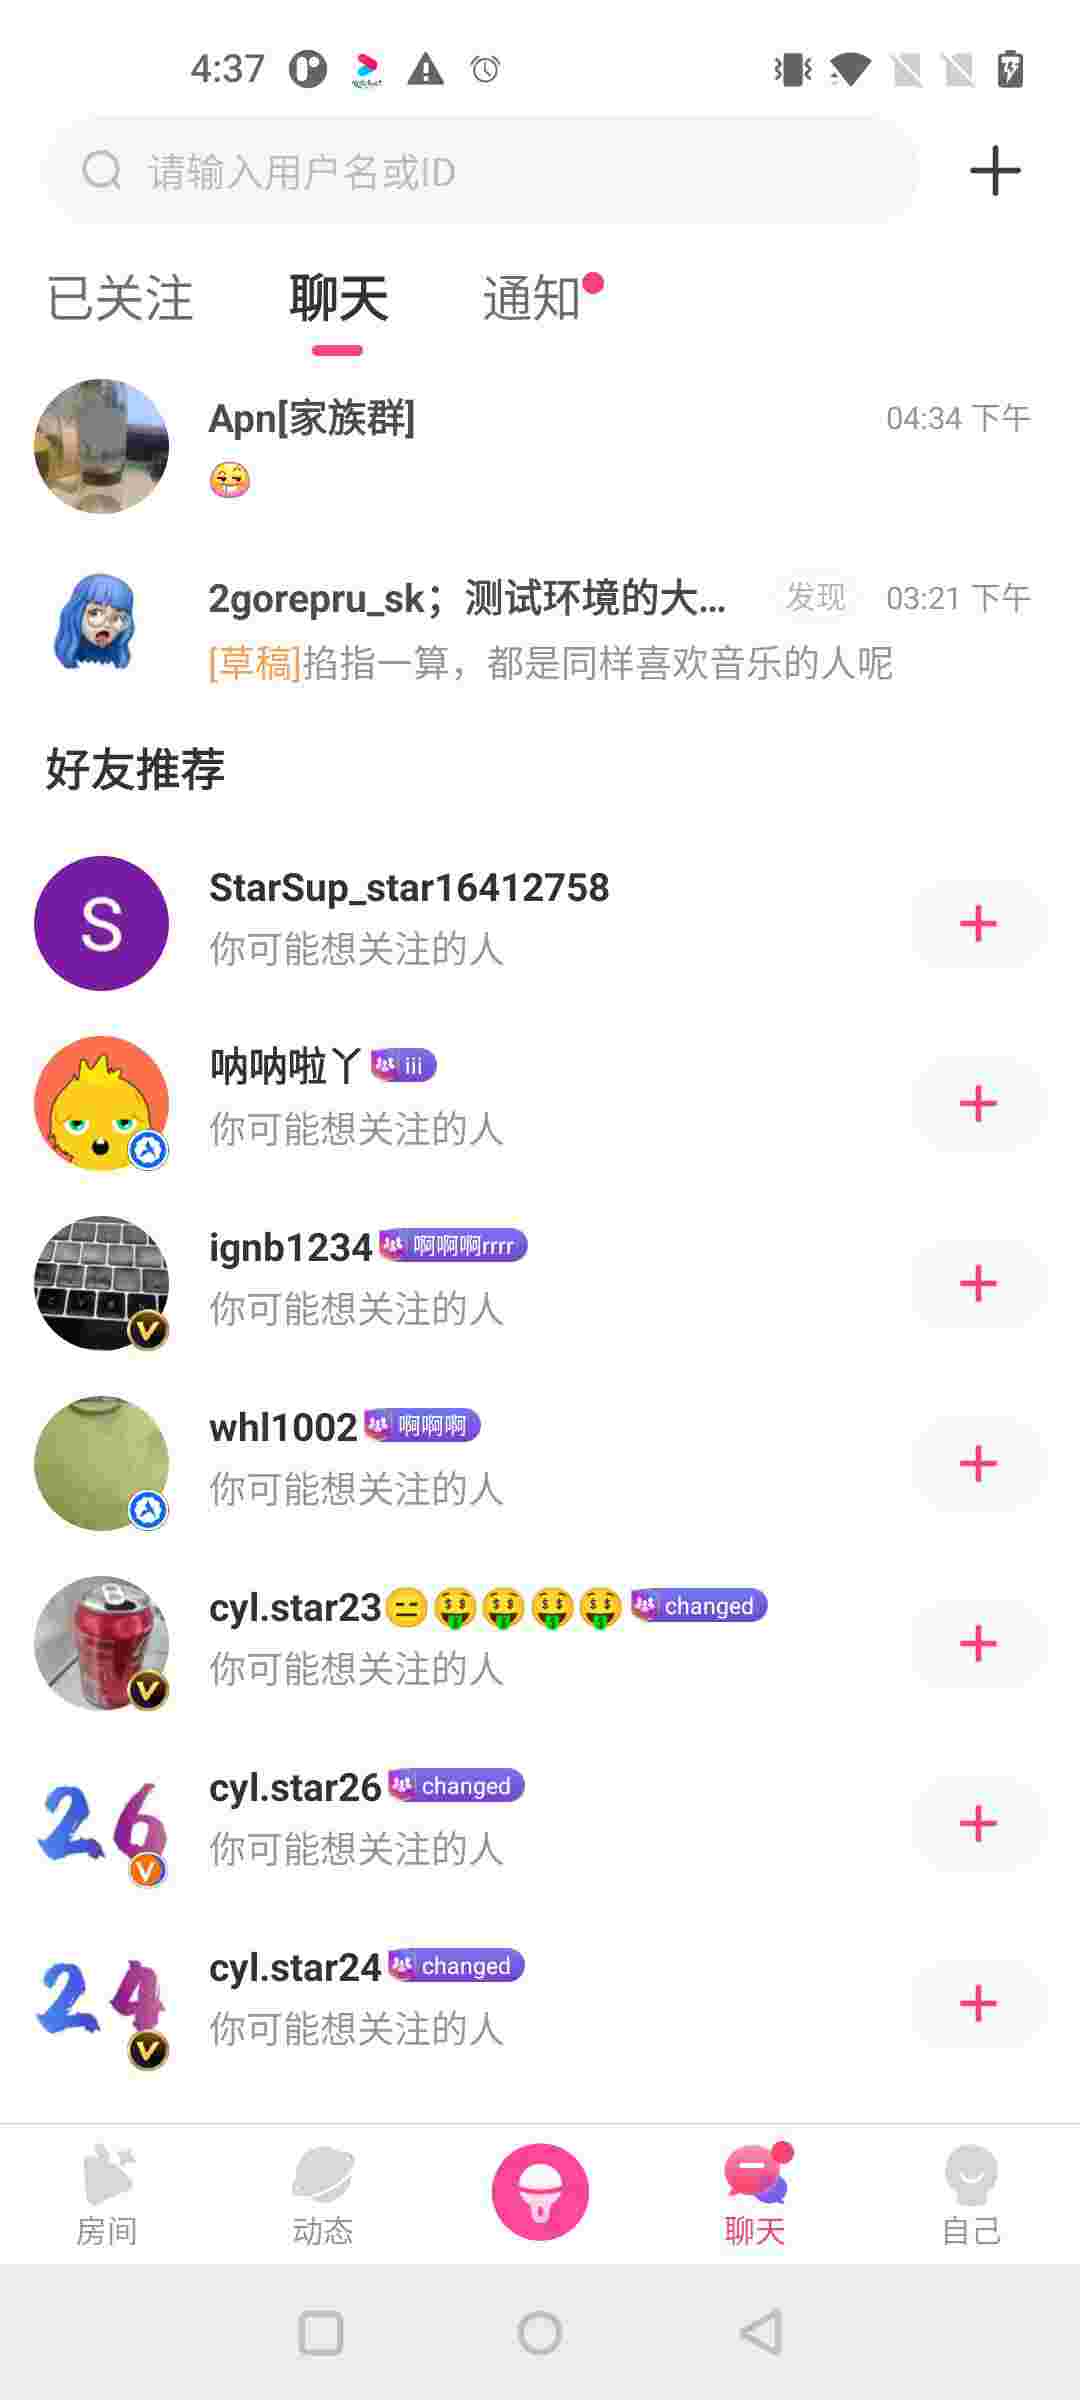 4:37
请输入用户名或ID
已关注 聊天 通知
Apn[家族群] 04:34 下午
2gorepru_sk；测试环境的大... 发现 03:21 下午
[草稿]掐指一算，都是同样喜欢音乐的人呢
好友推荐
S
StarSup_star16412758
你可能想关注的人
呐呐啦丫 iii
你可能想关注的人
ignb1234 啊啊啊rrrr
你可能想关注的人
whl1002 啊啊啊
你可能想关注的人
cyl.star23😑🤑🤑🤑🤑 changed
你可能想关注的人
26
cyl.star26 changed
你可能想关注的人
24
cyl.star24 changed
你可能想关注的人
房间 动态 聊天 自己